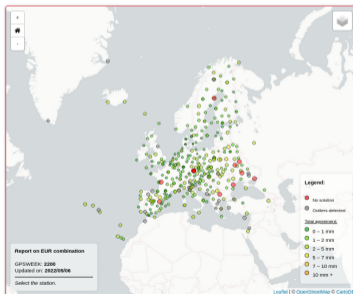 +
-
Legend:
No solution
Outliers detected
Total agreement:
0 – 1 mm
1 – 2 mm
2 – 5 mm
5 – 7 mm
7 – 10 mm
10 mm +
Report on EUR combination
GPSWEEK: 2200
Updated on: 2022/05/06
Select the station.
Leaflet | © OpenStreetMap © CartoDB